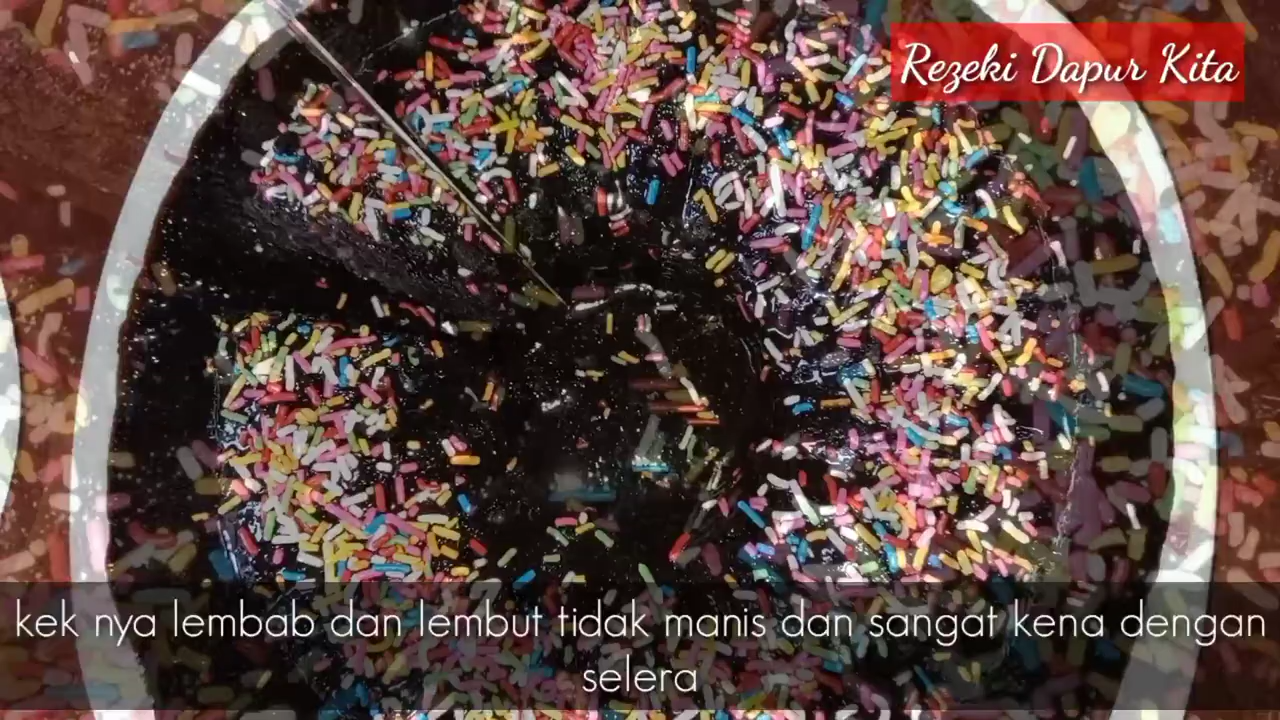 Rezeki Dapur Kita
kek nya lembab dan lembut tidak manis dan sangat kena dengan
selera